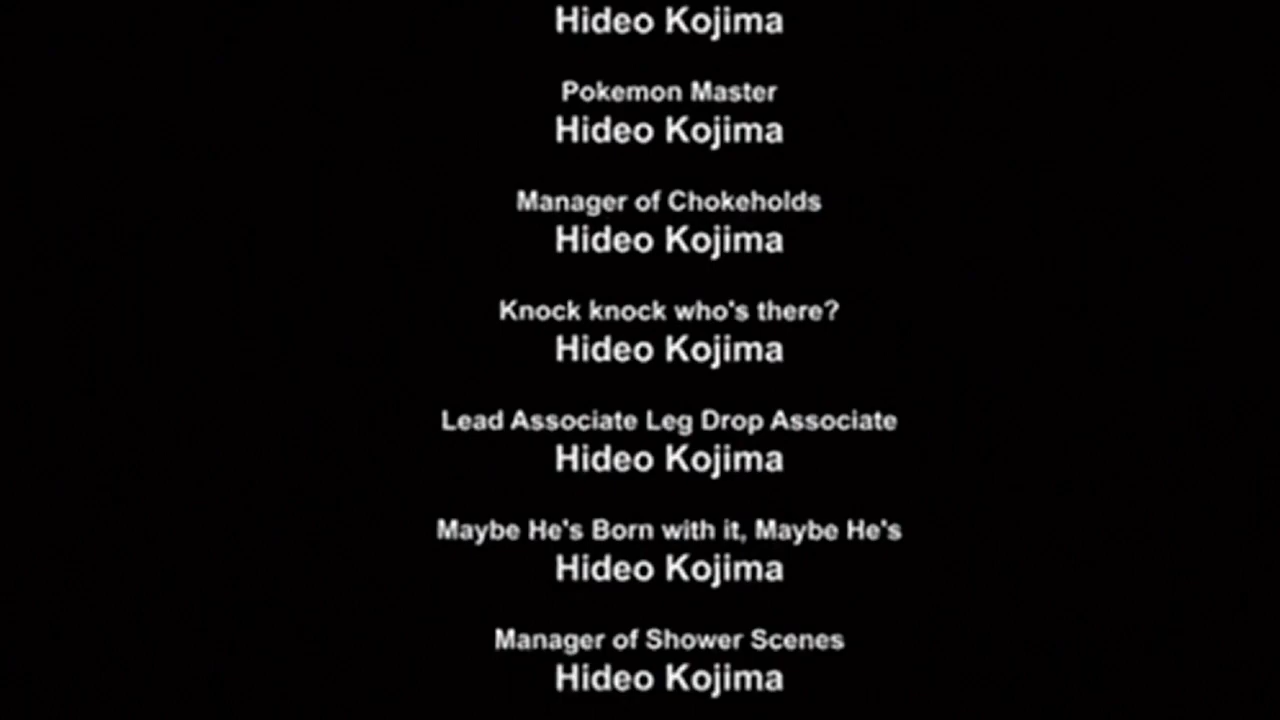 Hideo Kojima
Pokemon Master
Hideo Kojima
Manager of Chokeholds
Hideo Kojima
Knock knock who's there?
Hideo Kojima
Lead Associate Leg Drop Associate
Hideo Kojima
Maybe He's Born with it, Maybe He's
Hideo Kojima
Manager of Shower Scenes
Hideo Kojima